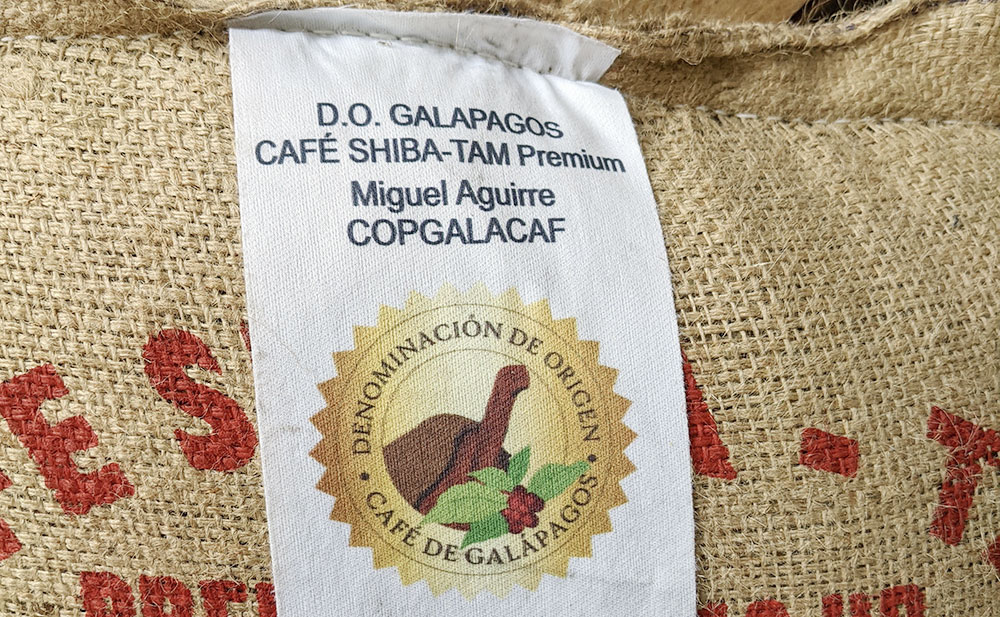 D.O. GALAPAGOS
CAFÉ SHIBA-TAM Premium
Miguel Aguirre
COPGALACAF
DENOMINACIÓN DE ORIGEN
CAFÉ DE GALÁPAGOS